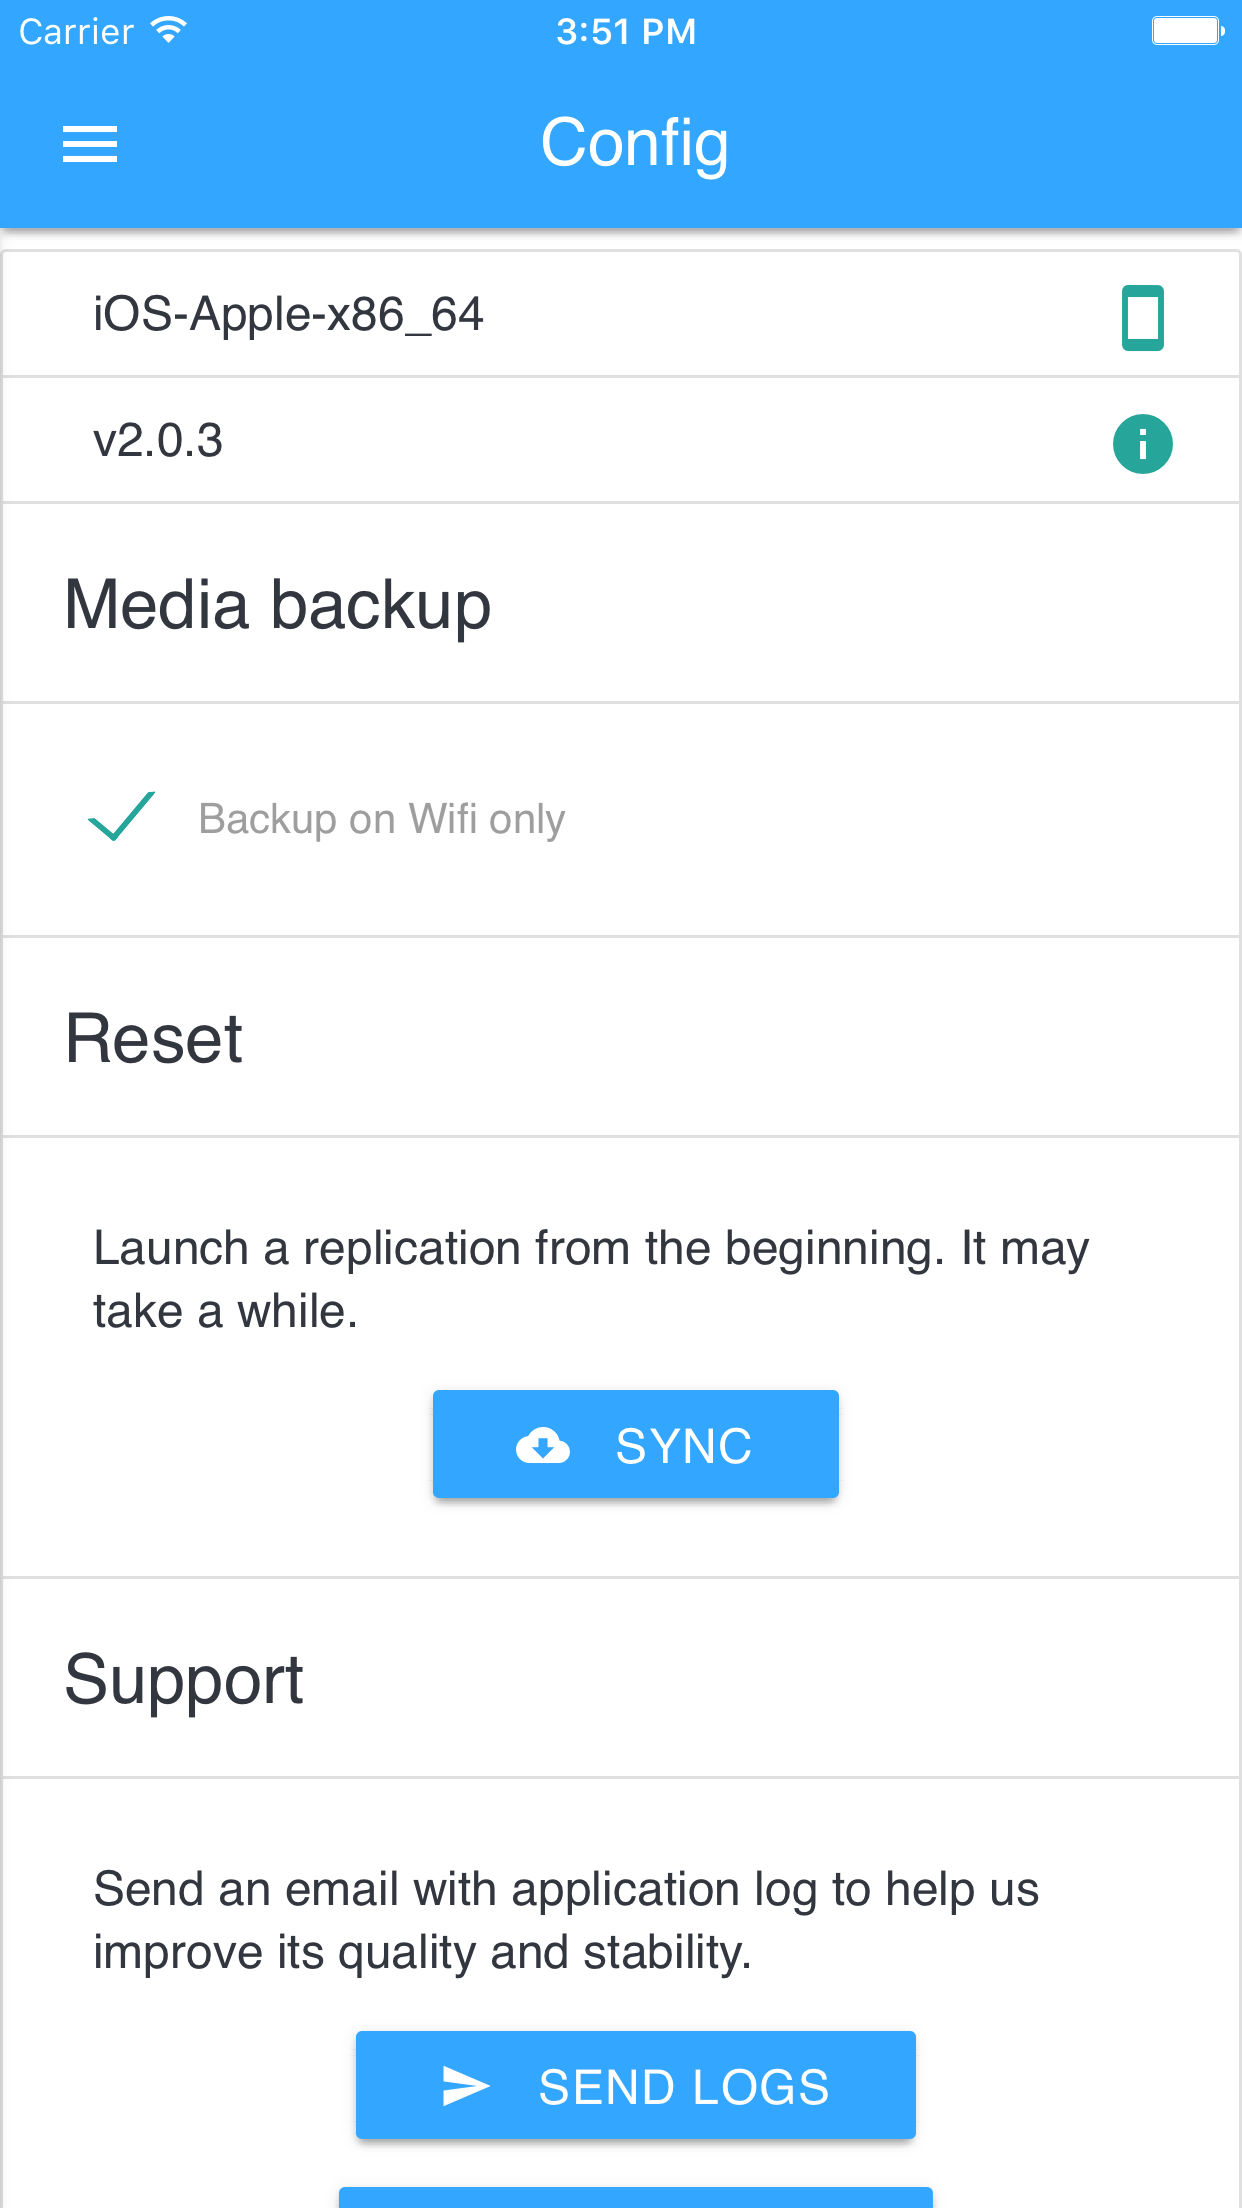 Carrier
3:51 PM
Config
iOS-Apple-x86_64
v2.0.3
Media backup
Backup on Wifi only
Reset
Launch a replication from the beginning. It may
take a while.
SYNC
Support
Send an email with application log to help us
improve its quality and stability.
SEND LOGS